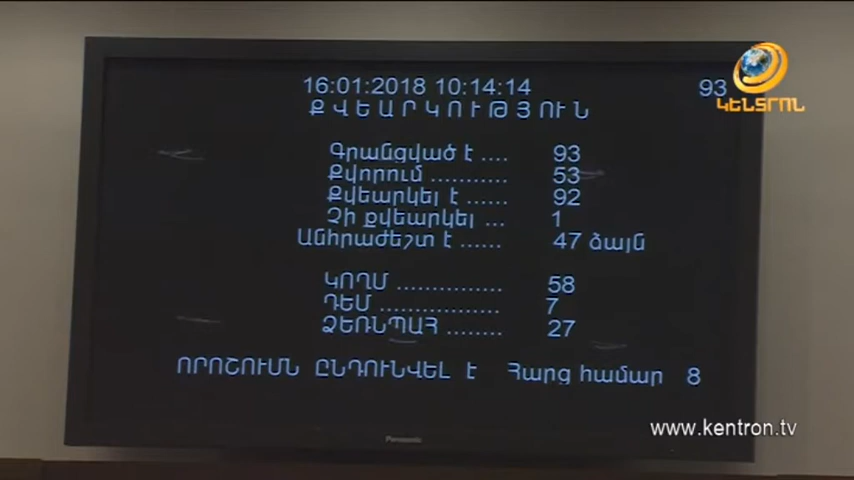 16:01:2018 10:14:14 93
ՔՎԵԱՐԿՈՒԹՅՈՒՆ
ԿԵՆՏՐՈՆ
Գրանցված է .... 93
Քվորում ........... 53
Քվեարկել է ...... 92
Չի քվեարկել ... 1
Անհրաժեշտ է ...... 47 ձայն
ԿՈՂՄ ............... 58
ԴԵՄ ................. 7
ՁԵՌՆՊԱՀ ........ 27
ՈՐՈՇՈՒՄՆ ԸՆԴՈՒՆՎԵԼ է Հարց համար 8
www.kentron.tv
Panasonic